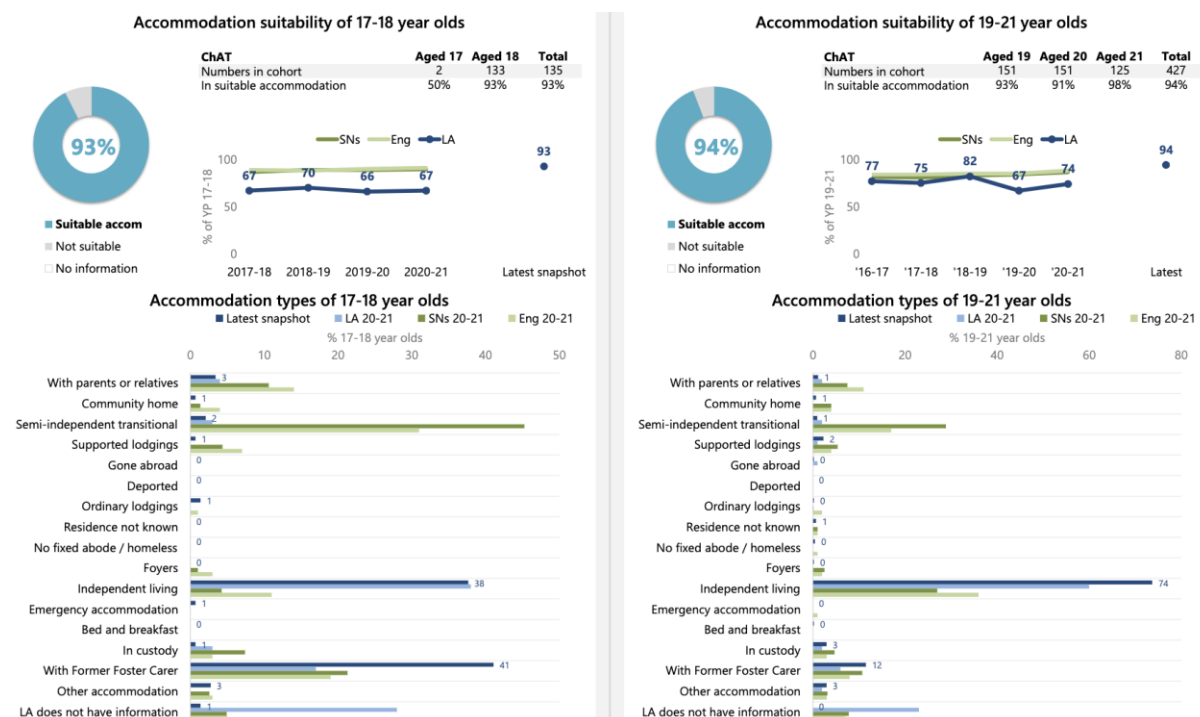 Accommodation suitability of 17-18 year olds
ChAT Aged 17 Aged 18 Total
Numbers in cohort 2 133 135
In suitable accommodation 50% 93% 93%
93%
SNs Eng LA
% of YP 17-18
100
50
0
67 70 66 67 93
2017-18 2018-19 2019-20 2020-21 Latest snapshot
Suitable accom
Not suitable
No information
Accommodation types of 17-18 year olds
Latest snapshot LA 20-21 SNs 20-21 Eng 20-21
% 17-18 year olds
0 10 20 30 40 50
With parents or relatives 3
Community home 1
Semi-independent transitional 2
Supported lodgings 1
Gone abroad 0
Deported 0
Ordinary lodgings 1
Residence not known 0
No fixed abode / homeless 0
Foyers 0
Independent living 38
Emergency accommodation 1
Bed and breakfast 0
In custody 1
With Former Foster Carer 41
Other accommodation 3
LA does not have information 1
Accommodation suitability of 19-21 year olds
ChAT Aged 19 Aged 20 Aged 21 Total
Numbers in cohort 151 151 125 427
In suitable accommodation 93% 91% 98% 94%
94%
SNs Eng LA
% of YP 19-21
100
50
0
77 75 82 67 74 94
'16-17 '17-18 '18-19 '19-20 '20-21 Latest
Suitable accom
Not suitable
No information
Accommodation types of 19-21 year olds
Latest snapshot LA 20-21 SNs 20-21 Eng 20-21
% 19-21 year olds
0 20 40 60 80
With parents or relatives 1
Community home 1
Semi-independent transitional 1
Supported lodgings 2
Gone abroad 0
Deported 0
Ordinary lodgings 0
Residence not known 1
No fixed abode / homeless 0
Foyers 0
Independent living 74
Emergency accommodation 0
Bed and breakfast 0
In custody 3
With Former Foster Carer 12
Other accommodation 3
LA does not have information 0